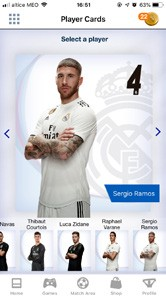 altice MEO
16:51
Player Cards
22
Select a player
4
Sergio Ramos
Navas
Thibaut
Courtois
Luca Zidane
Raphael
Varane
Sergio
Ramos
Home
Games
Match Area
Shop
Profile